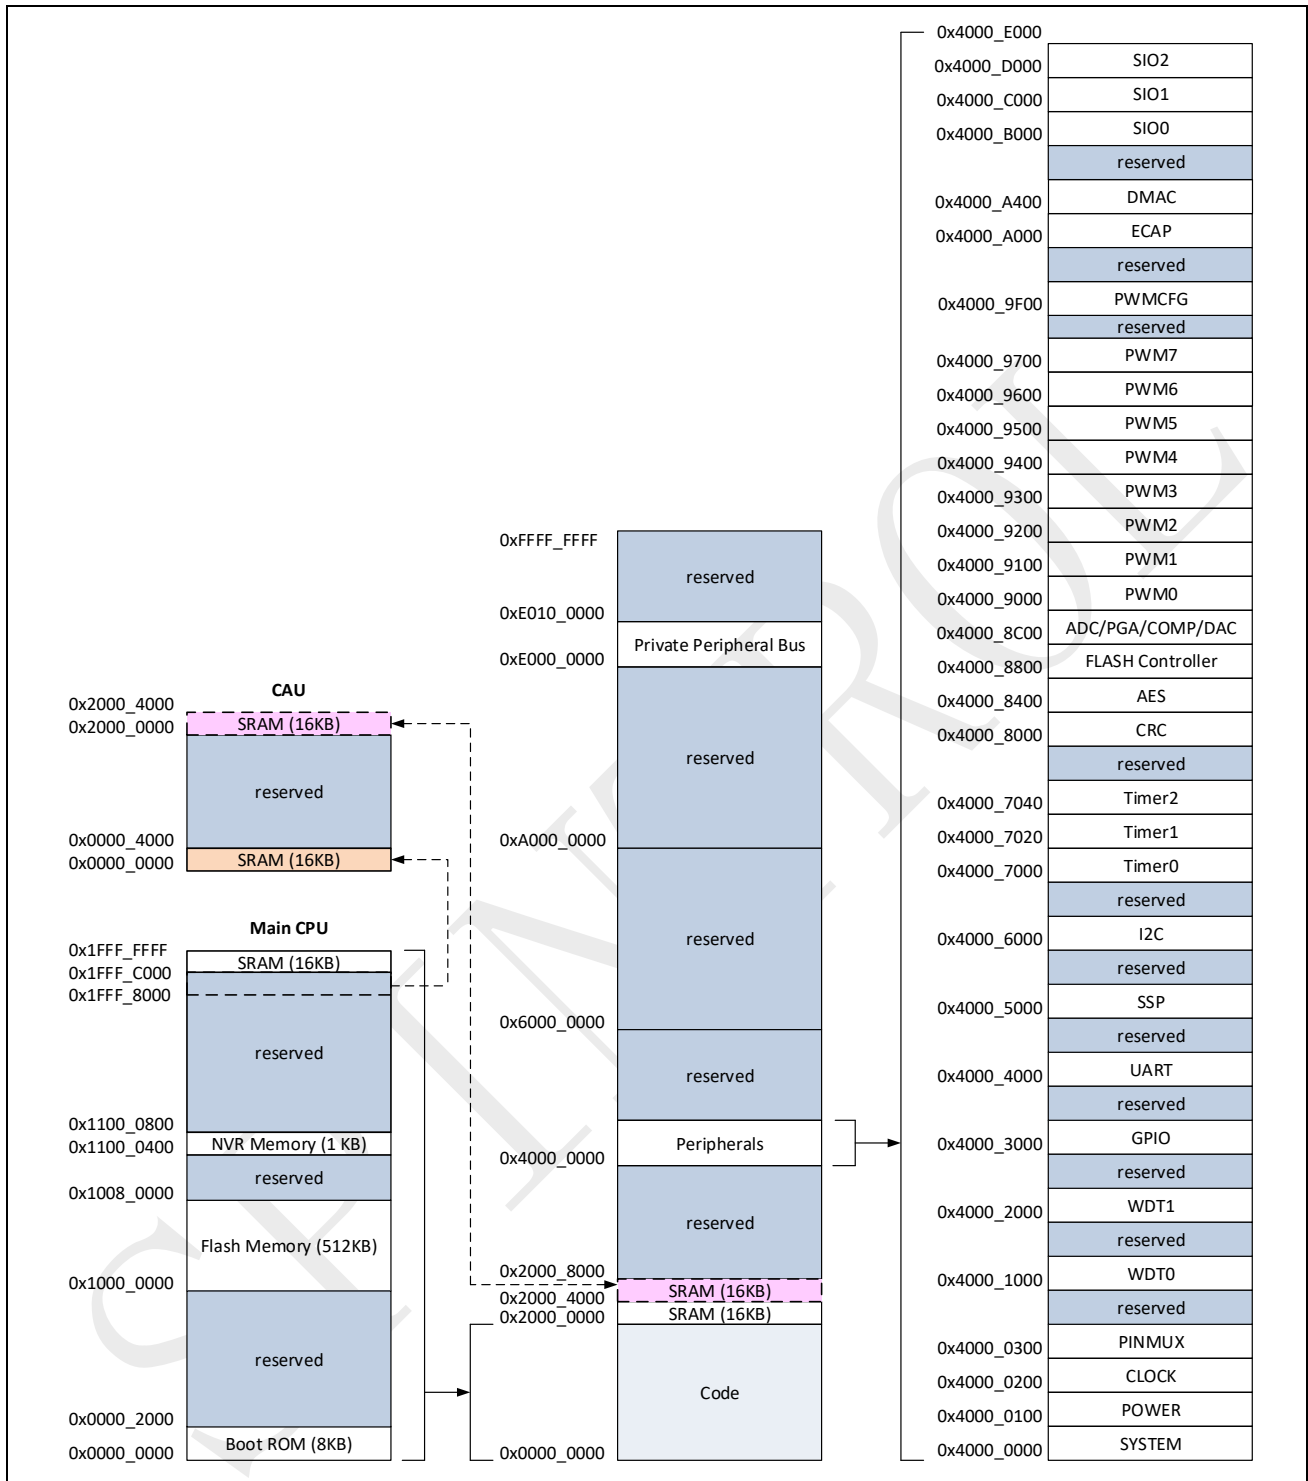 0x4000_E000
SIO2
0x4000_D000
SIO1
0x4000_C000
SIO0
0x4000_B000
reserved
DMAC
0x4000_A400
ECAP
0x4000_A000
reserved
PWMCFG
0x4000_9F00
reserved
PWM7
0x4000_9700
PWM6
0x4000_9600
PWM5
0x4000_9500
PWM4
0x4000_9400
PWM3
0x4000_9300
PWM2
0x4000_9200
PWM1
0x4000_9100
PWM0
0x4000_9000
ADC/PGA/COMP/DAC
0x4000_8C00
FLASH Controller
0x4000_8800
AES
0x4000_8400
CRC
0x4000_8000
reserved
Timer2
0x4000_7040
Timer1
0x4000_7020
Timer0
0x4000_7000
reserved
I2C
0x4000_6000
reserved
SSP
0x4000_5000
reserved
UART
0x4000_4000
reserved
GPIO
0x4000_3000
reserved
WDT1
0x4000_2000
reserved
WDT0
0x4000_1000
reserved
PINMUX
0x4000_0300
CLOCK
0x4000_0200
POWER
0x4000_0100
SYSTEM
0x4000_0000
0xFFFF_FFFF
reserved
0xE010_0000
Private Peripheral Bus
0xE000_0000
reserved
0xA000_0000
reserved
0x6000_0000
reserved
Peripherals
0x4000_0000
reserved
0x2000_8000
SRAM (16KB)
0x2000_4000
SRAM (16KB)
0x2000_0000
Code
0x0000_0000
CAU
0x2000_4000
SRAM (16KB)
0x2000_0000
reserved
0x0000_4000
SRAM (16KB)
0x0000_0000
Main CPU
0x1FFF_FFFF
SRAM (16KB)
0x1FFF_C000
0x1FFF_8000
reserved
0x1100_0800
NVR Memory (1 KB)
0x1100_0400
reserved
0x1008_0000
Flash Memory (512KB)
0x1000_0000
reserved
0x0000_2000
Boot ROM (8KB)
0x0000_0000
SPINTROL